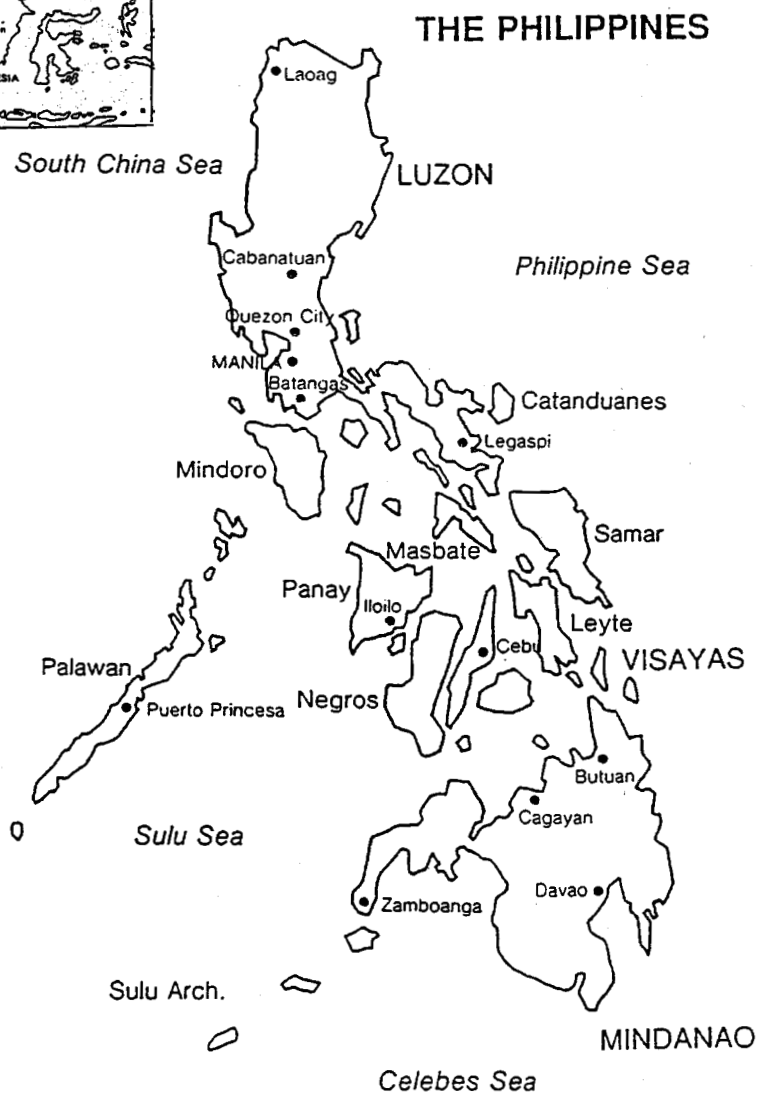 THE PHILIPPINES
Laoag
SIA
South China Sea
LUZON
Cabanatuan
Philippine Sea
Quezon City
MANILA
Batangas
Catanduanes
Legaspi
Mindoro
Samar
Masbate
Panay
Iloilo
Leyte
Cebu
VISAYAS
Palawan
Negros
Puerto Princesa
Butuan
Cagayan
Sulu Sea
Davao
Zamboanga
Sulu Arch.
MINDANAO
Celebes Sea